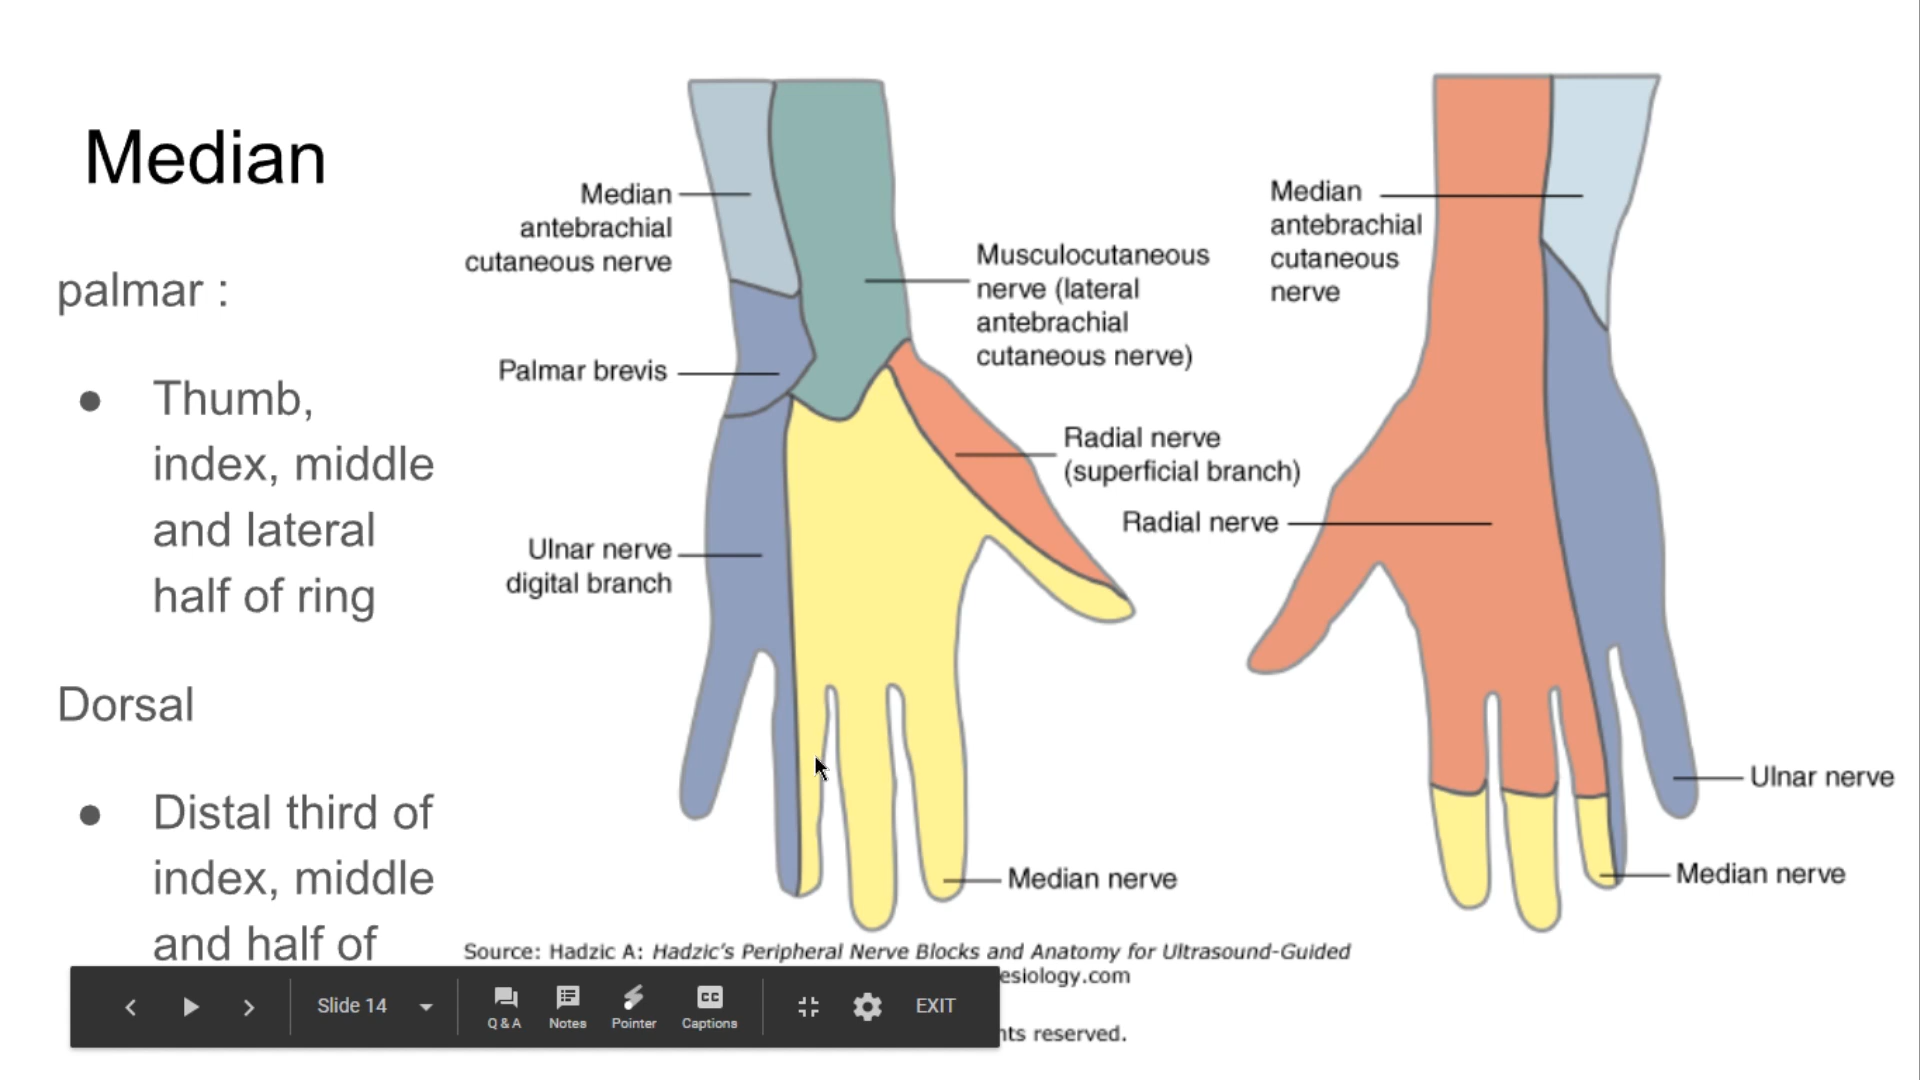 Median
palmar :
● Thumb,
index, middle
and lateral
half of ring
Dorsal
● Distal third of
index, middle
and half of
Median
antebrachial
cutaneous nerve
Palmar brevis
Ulnar nerve
digital branch
Musculocutaneous
nerve (lateral
antebrachial
cutaneous nerve)
Radial nerve
(superficial branch)
Median nerve
Median
antebrachial
cutaneous
nerve
Radial nerve
Ulnar nerve
Median nerve
Source: Hadzic A: Hadzic's Peripheral Nerve Blocks and Anatomy for Ultrasound-Guided
esiology.com
reserved.
Slide 14
Q & A
Notes
Pointer
CC
Captions
EXIT